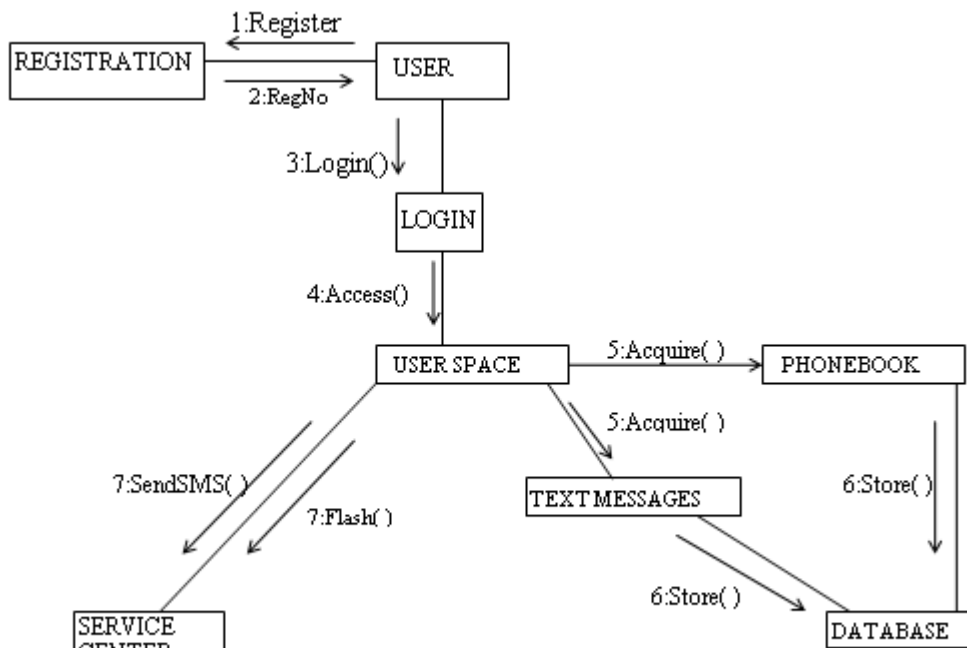 1:Register
REGISTRATION
USER
2:RegNo
3:Login()
LOGIN
4:Access()
USER SPACE
5:Acquire( )
PHONEBOOK
5:Acquire( )
7:SendSMS( )
TEXT MESSAGES
6:Store( )
7:Flash( )
6:Store( )
SERVICE
CENTER
DATABASE